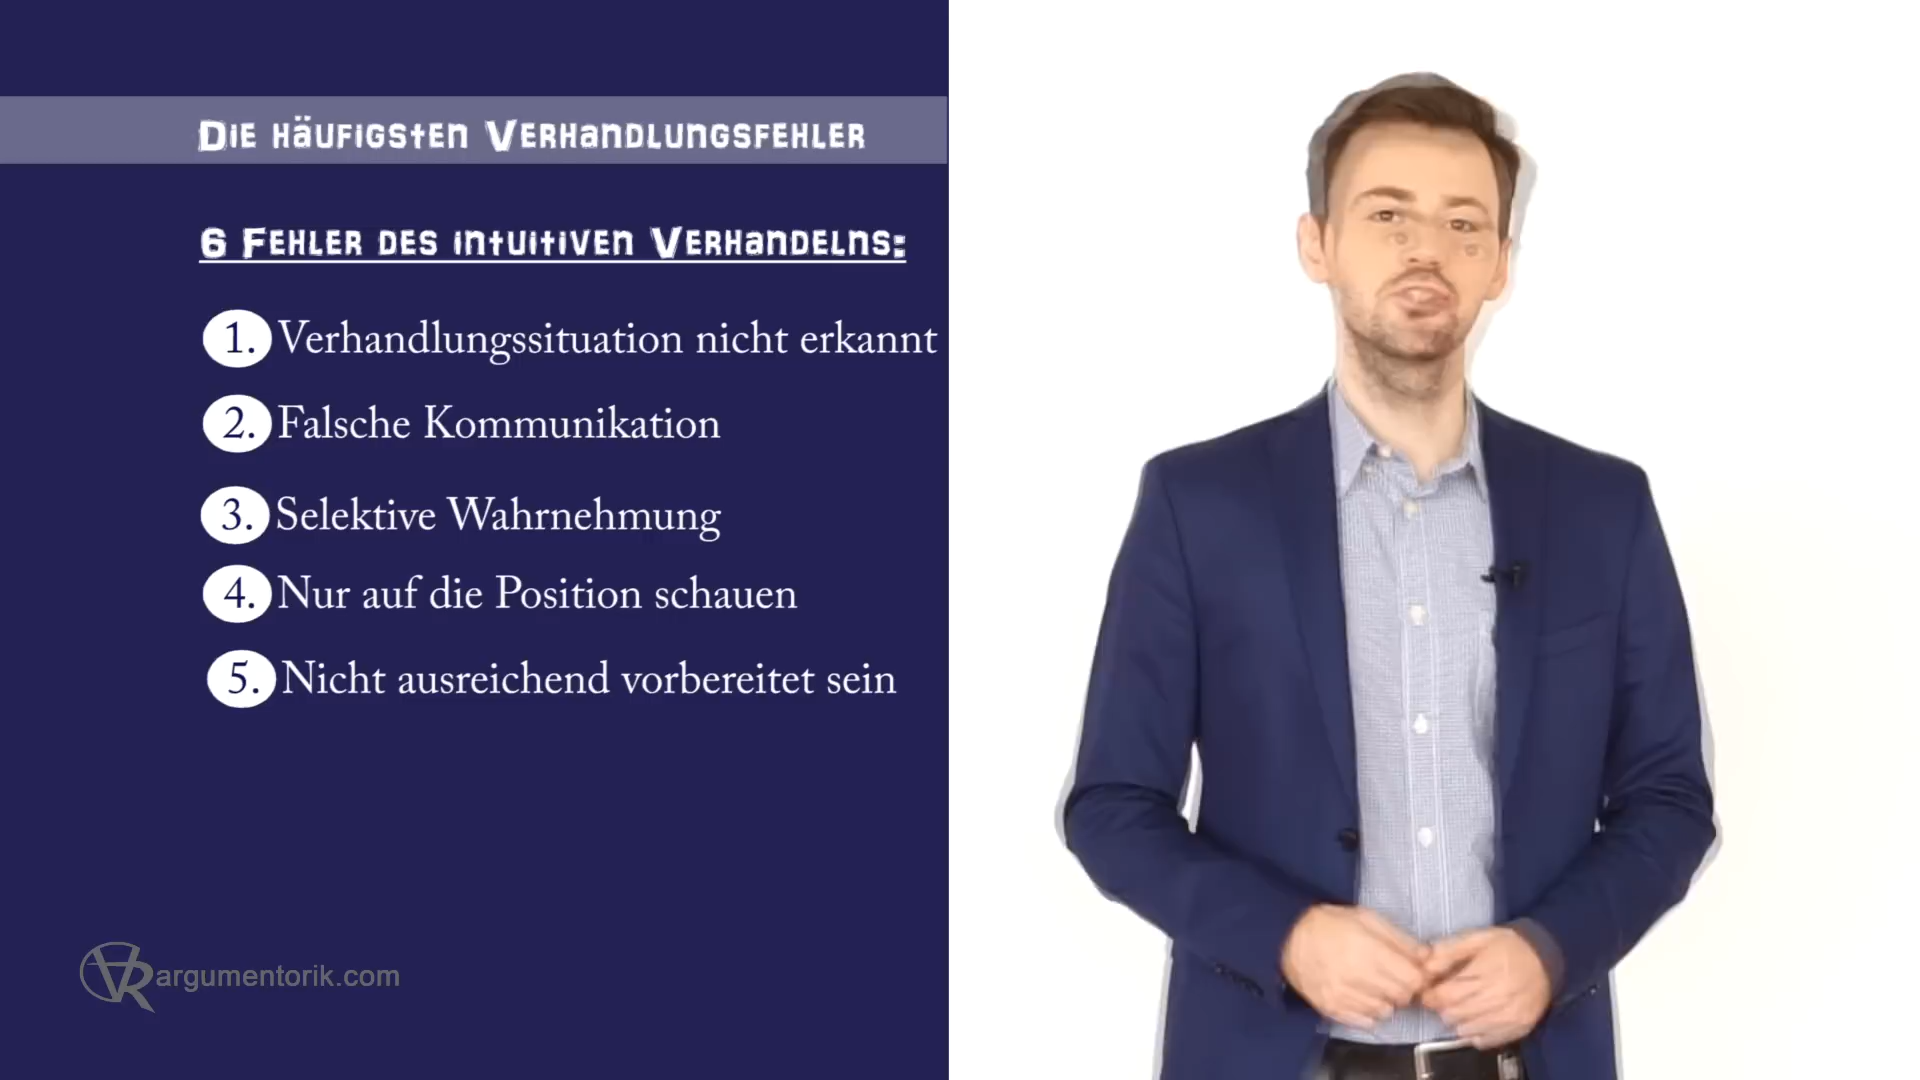 Die häufigsten Verhandlungsfehler
6 Fehler des intuitiven Verhandelns:
1. Verhandlungssituation nicht erkannt
2. Falsche Kommunikation
3. Selektive Wahrnehmung
4. Nur auf die Position schauen
5. Nicht ausreichend vorbereitet sein
argumentorik.com